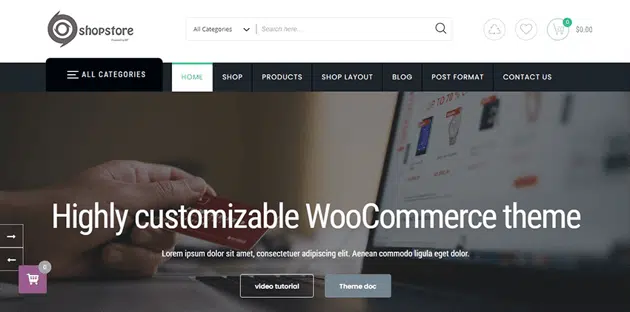 shopstore
All Categories
Search here...
0
$0.00
ALL CATEGORIES
HOME
SHOP
PRODUCTS
SHOP LAYOUT
BLOG
POST FORMAT
CONTACT US
Highly customizable WooCommerce theme
Lorem ipsum dolor sit amet, consectetuer adipiscing elit. Aenean commodo ligula eget dolor.
0
video tutorial
Theme doc